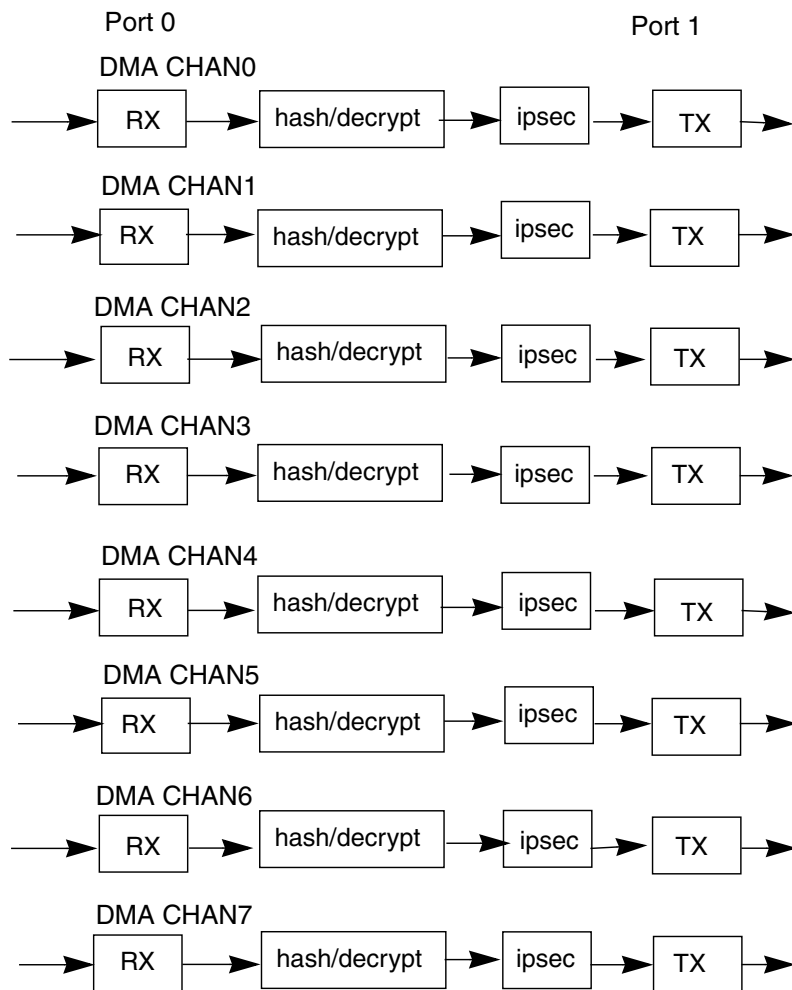 Port 0 Port 1
DMA CHAN0
RX hash/decrypt ipsec TX
DMA CHAN1
RX hash/decrypt ipsec TX
DMA CHAN2
RX hash/decrypt ipsec TX
DMA CHAN3
RX hash/decrypt ipsec TX
DMA CHAN4
RX hash/decrypt ipsec TX
DMA CHAN5
RX hash/decrypt ipsec TX
DMA CHAN6
RX hash/decrypt ipsec TX
DMA CHAN7
RX hash/decrypt ipsec TX